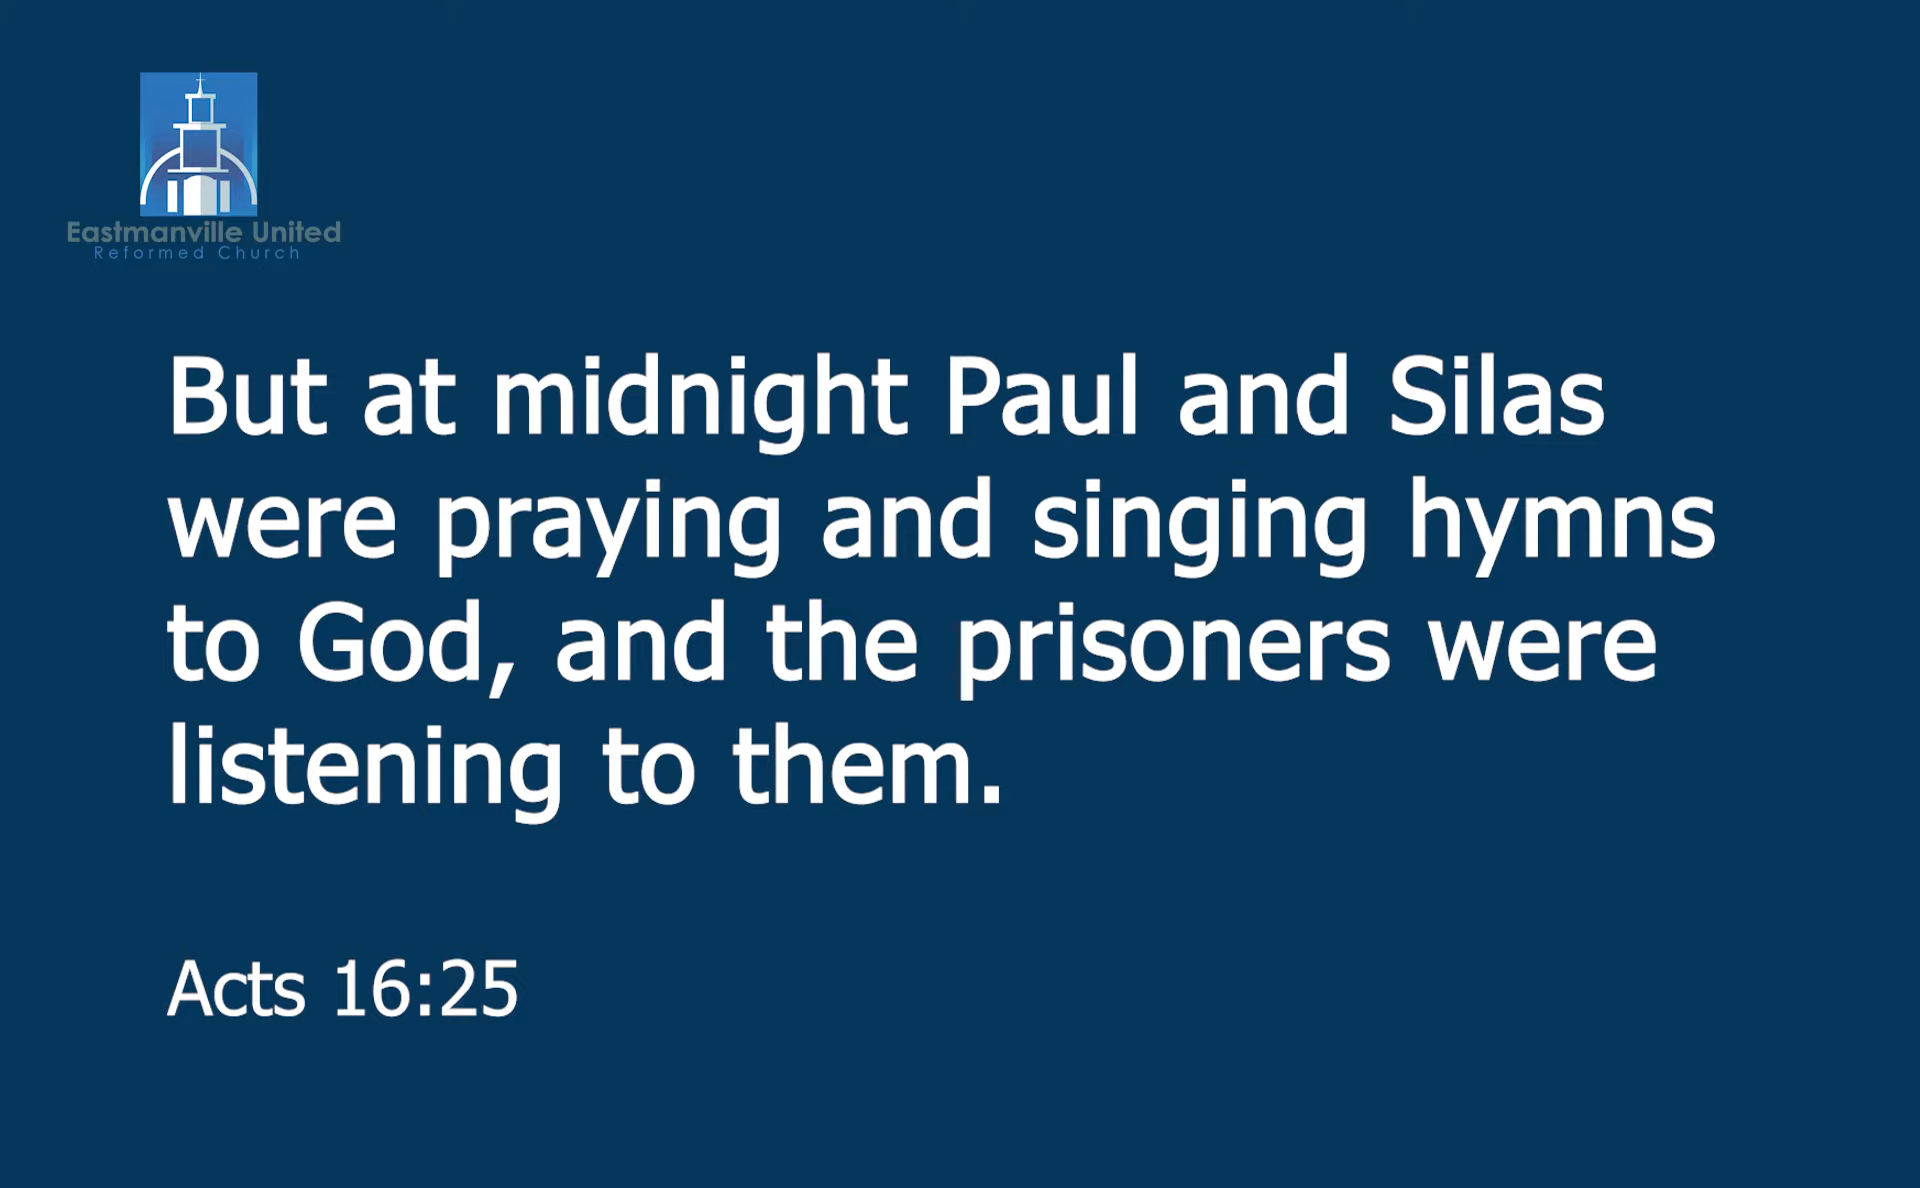 Eastmanville United
Reformed Church
But at midnight Paul and Silas
were praying and singing hymns
to God, and the prisoners were
listening to them.
Acts 16:25